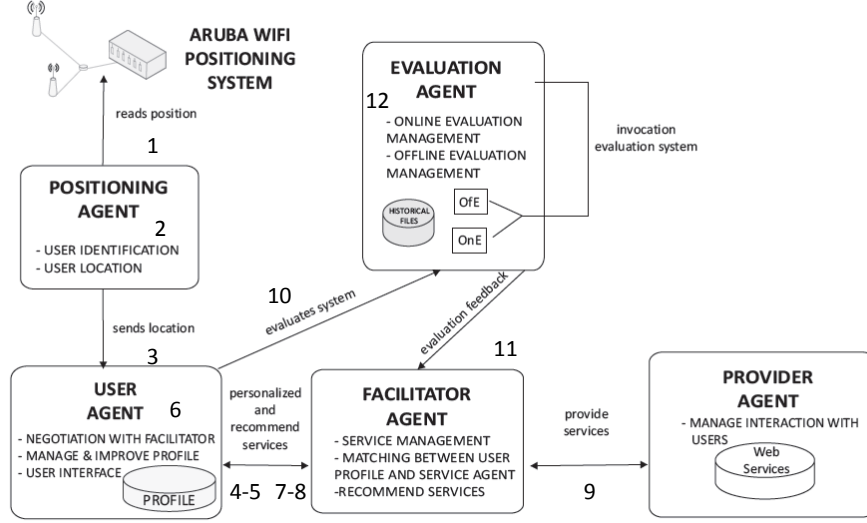 ARUBA WIFI
POSITIONING
SYSTEM
reads position
1
POSITIONING
AGENT
2
- USER IDENTIFICATION
- USER LOCATION
sends location
3
USER
AGENT
6
- NEGOTIATION WITH FACILITATOR
- MANAGE & IMPROVE PROFILE
- USER INTERFACE
PROFILE
10
evaluates system
personalized
and
recommend
services
4-5 7-8
EVALUATION
AGENT
12
- ONLINE EVALUATION
MANAGEMENT
- OFFLINE EVALUATION
MANAGEMENT
HISTORICAL
FILES
OfE
OnE
invocation
evaluation system
evaluation feedback
11
FACILITATOR
AGENT
- SERVICE MANAGEMENT
- MATCHING BETWEEN USER
PROFILE AND SERVICE AGENT
-RECOMMEND SERVICES
provide
services
9
PROVIDER
AGENT
- MANAGE INTERACTION WITH
USERS
Web
Services